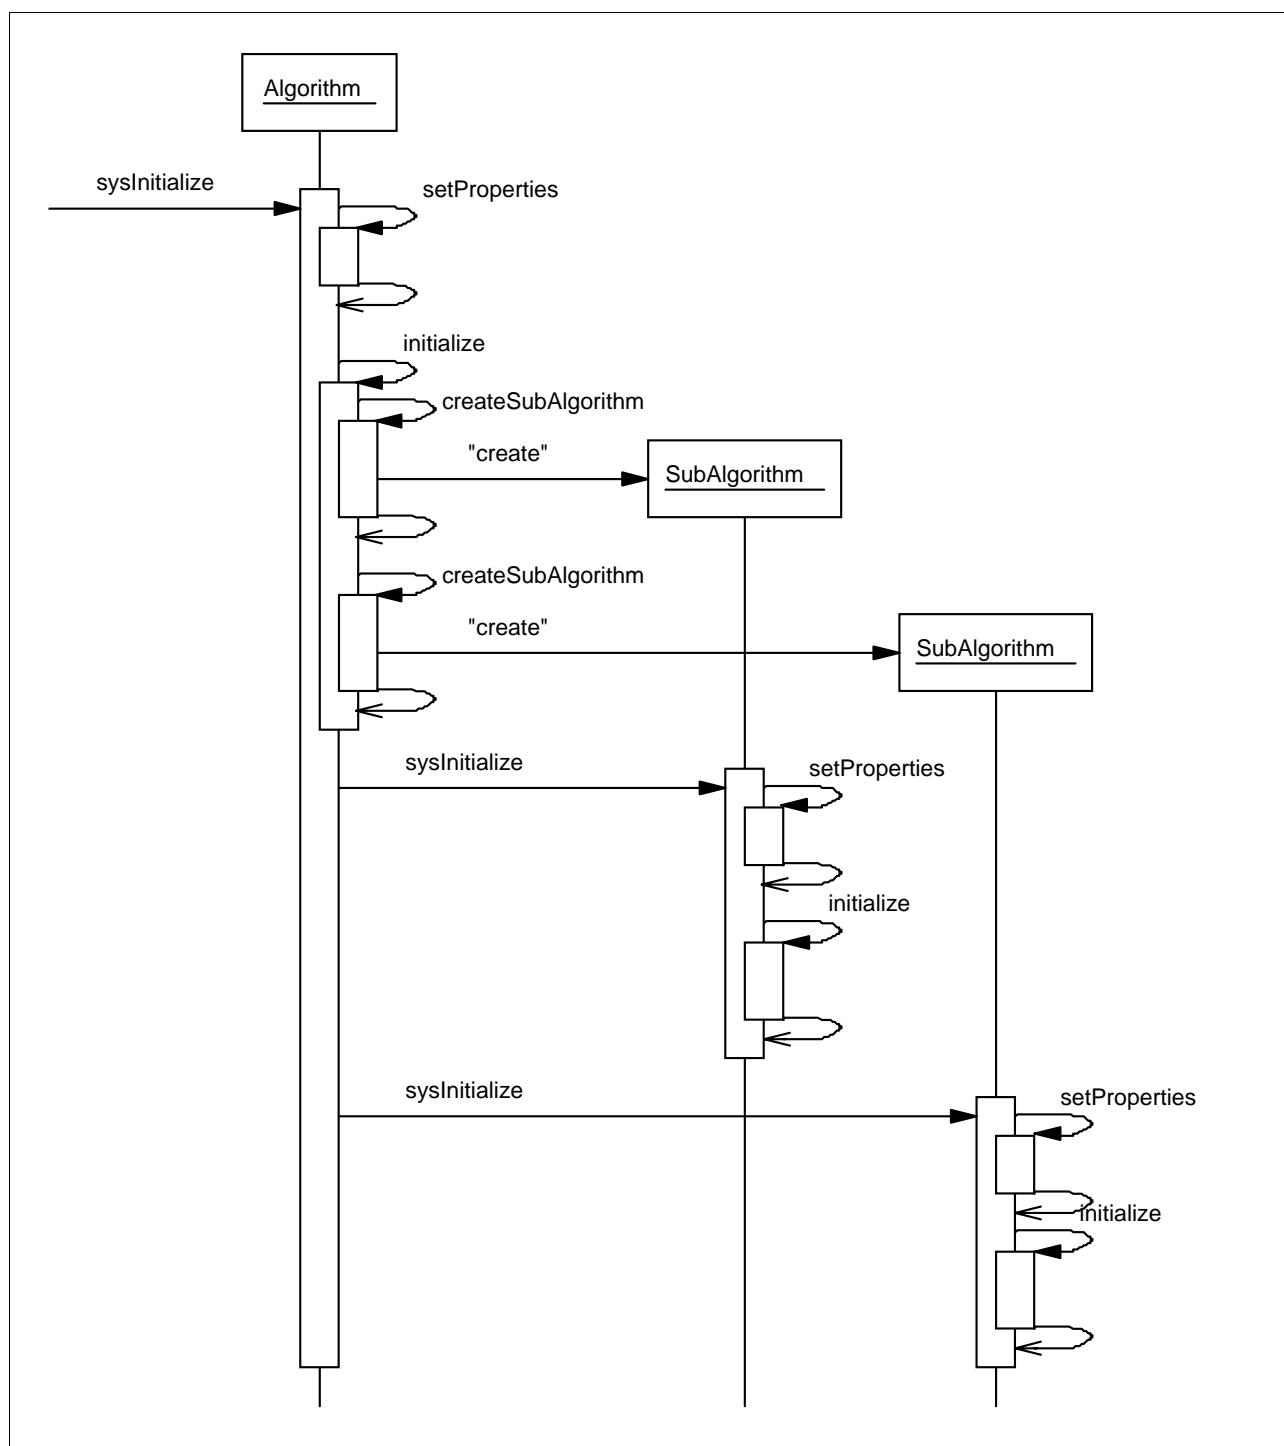 Algorithm
sysInitialize
setProperties
initialize
createSubAlgorithm
"create"
SubAlgorithm
createSubAlgorithm
"create"
SubAlgorithm
sysInitialize
setProperties
initialize
sysInitialize
setProperties
initialize